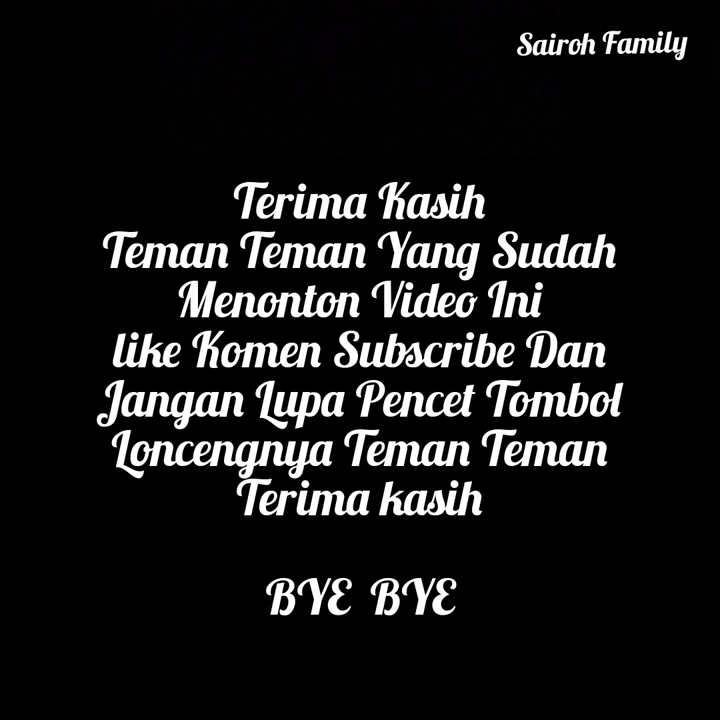 Sairoh Family
Terima Kasih
Teman Teman Yang Sudah
Menonton Video Ini
like Komen Subscribe Dan
Jangan Lupa Pencet Tombol
Loncengnya Teman Teman
Terima kasih
BYE BYE